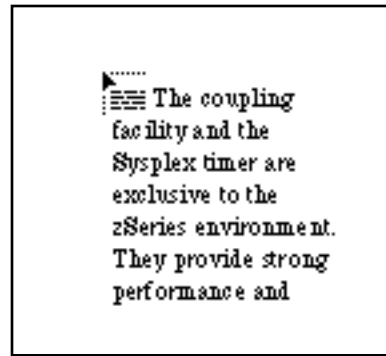 The coupling
facility and the
Sysplex timer are
exclusive to the
zSeries environment.
They provide strong
performance and